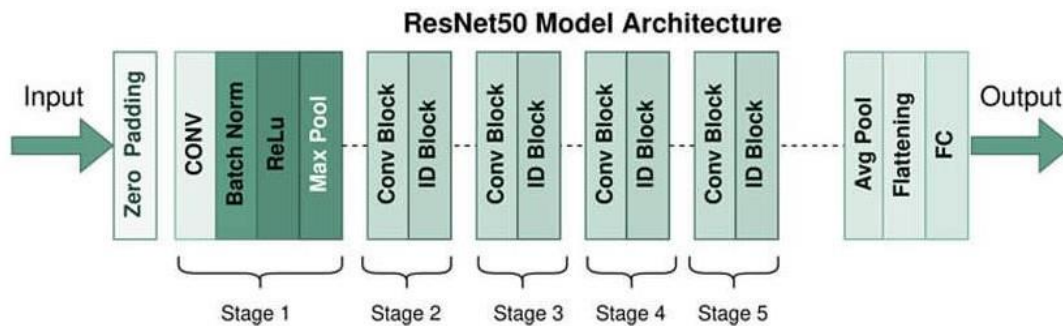 ResNet50 Model Architecture
Input
Zero Padding
CONV
Batch Norm
ReLu
Max Pool
Conv Block
ID Block
Conv Block
ID Block
Conv Block
ID Block
Conv Block
ID Block
Avg Pool
Flattening
FC
Output
Stage 1
Stage 2
Stage 3
Stage 4
Stage 5